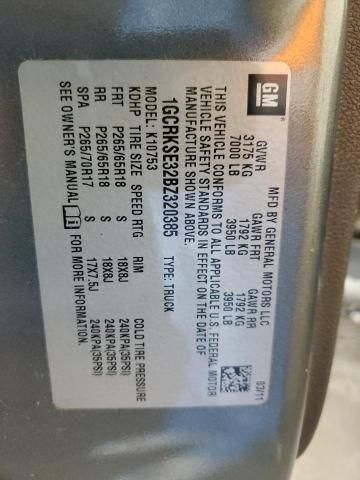 GM
MFD BY GENERAL MOTORS LLC 03/11
GVWR GAWR FRT GAWR RR
3175 KG 1792 KG 1792 KG
7000 LB 3950 LB 3950 LB
THIS VEHICLE CONFORMS TO ALL APPLICABLE U.S. FEDERAL MOTOR
VEHICLE SAFETY STANDARDS IN EFFECT ON THE DATE OF
MANUFACTURE SHOWN ABOVE.
1GCRKSE32BZ320385 TYPE: TRUCK
MODEL: K10753
KDHP TIRE SIZE SPEED RTG RIM COLD TIRE PRESSURE
FRT P265/65R18 S 18X8J 240KPA(35PSI)
RR P265/65R18 S 18X8J 240KPA(35PSI)
SPA P265/70R17 S 17X7.5J 240KPA(35PSI)
SEE OWNER'S MANUAL FOR MORE INFORMATION.